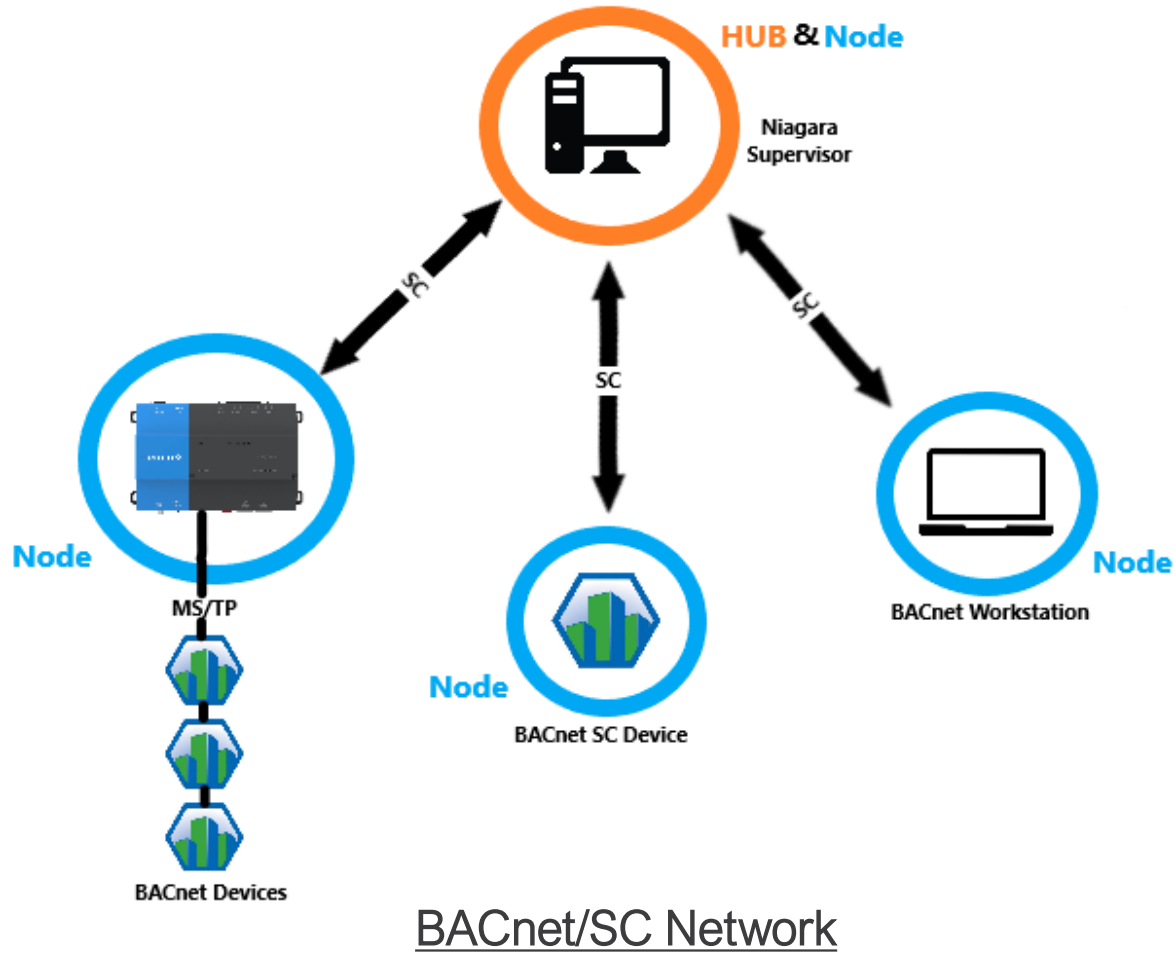 HUB & Node
Niagara
Supervisor
SC
SC
SC
Node
MS/TP
BACnet Devices
Node
BACnet SC Device
Node
BACnet Workstation
BACnet/SC Network